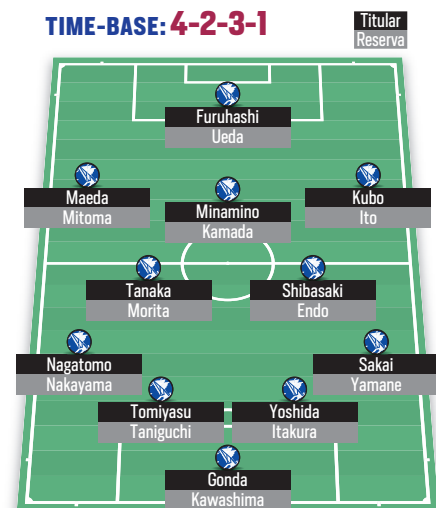 TIME-BASE: 4-2-3-1
Titular
Reserva
Furuhashi
Ueda
Maeda
Mitoma
Minamino
Kamada
Kubo
Ito
Tanaka
Morita
Shibasaki
Endo
Nagatomo
Nakayama
Sakai
Yamane
Tomiyasu
Taniguchi
Yoshida
Itakura
Gonda
Kawashima